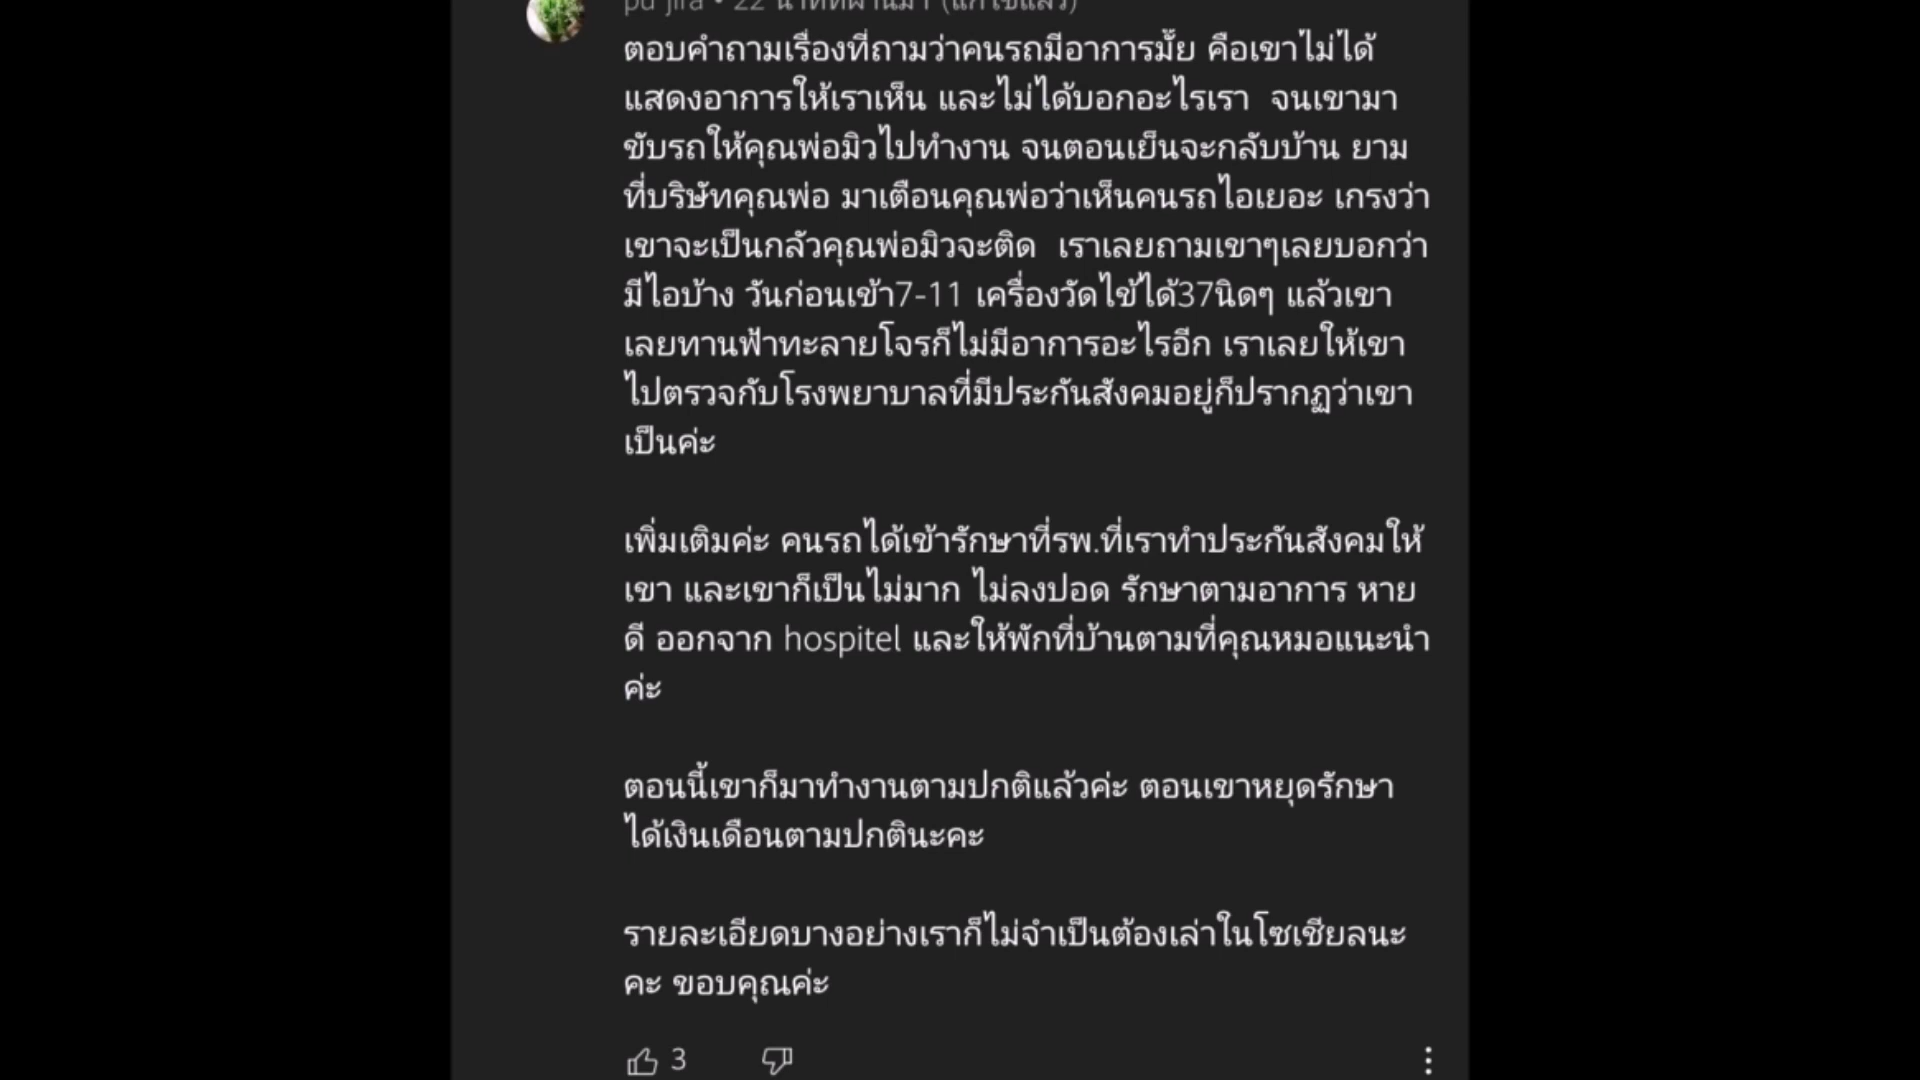 pu jira • 22 นาทีที่ผ่านมา (แก้ไขแล้ว)
ตอบคำถามเรื่องที่ถามว่าคนรถมีอาการมั้ย คือเขาไม่ได้
แสดงอาการให้เราเห็น และไม่ได้บอกอะไรเรา จนเขามา
ขับรถให้คุณพ่อมิวไปทำงาน จนตอนเย็นจะกลับบ้าน ยาม
ที่บริษัทคุณพ่อ มาเตือนคุณพ่อว่าเห็นคนรถไอเยอะ เกรงว่า
เขาจะเป็นกลัวคุณพ่อมิวจะติด เราเลยถามเขาๆเลยบอกว่า
มีไอบ้าง วันก่อนเข้า7-11 เครื่องวัดไข้ได้37นิดๆ แล้วเขา
เลยทานฟ้าทะลายโจรก็ไม่มีอาการอะไรอีก เราเลยให้เขา
ไปตรวจกับโรงพยาบาลที่มีประกันสังคมอยู่ก็ปรากฏว่าเขา
เป็นค่ะ
เพิ่มเติมค่ะ คนรถได้เข้ารักษาที่รพ.ที่เราทำประกันสังคมให้
เขา และเขาก็เป็นไม่มาก ไม่ลงปอด รักษาตามอาการ หาย
ดี ออกจาก hospitel และให้พักที่บ้านตามที่คุณหมอแนะนำ
ค่ะ
ตอนนี้เขาก็มาทำงานตามปกติแล้วค่ะ ตอนเขาหยุดรักษา
ได้เงินเดือนตามปกตินะคะ
รายละเอียดบางอย่างเราก็ไม่จำเป็นต้องเล่าในโซเชียลนะ
คะ ขอบคุณค่ะ
3